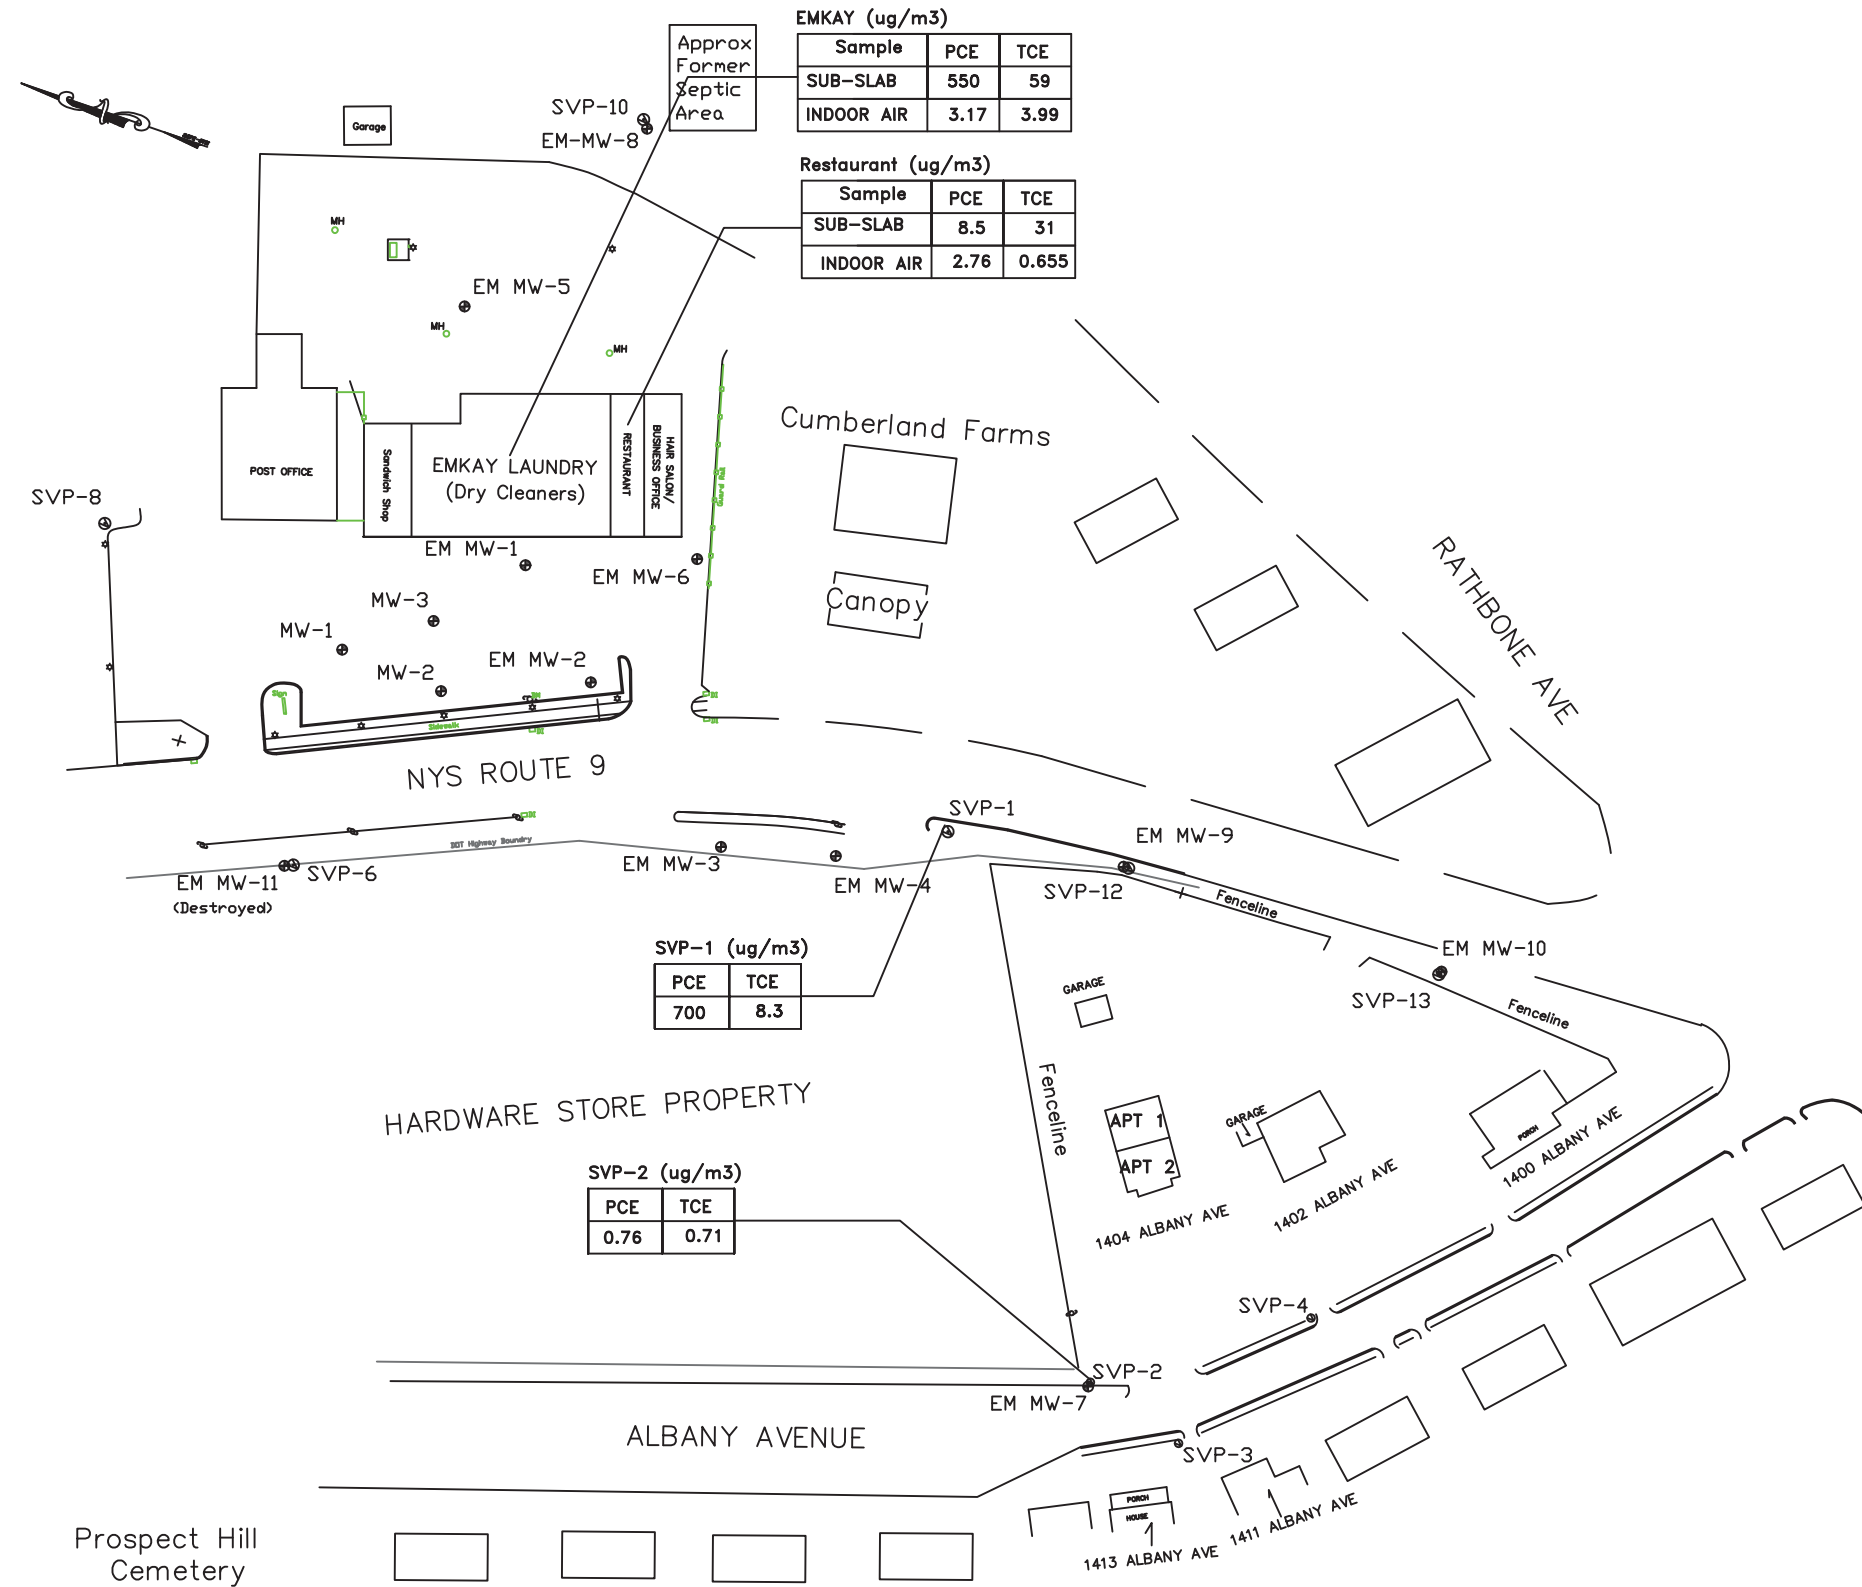 EMKAY (ug/m3)
Sample PCE TCE
SUB-SLAB 550 59
INDOOR AIR 3.17 3.99
Approx
Former
Septic
Area
SVP-10
EM-MW-8
Garage
Restaurant (ug/m3)
Sample PCE TCE
SUB-SLAB 8.5 31
INDOOR AIR 2.76 0.655
MH
EM MW-5
MH
MH
Cumberland Farms
POST OFFICE
Sandwich Shop
EMKAY LAUNDRY
(Dry Cleaners)
RESTAURANT
HAIR SALON/
BUSINESS OFFICE
Guard Rail
SVP-8
EM MW-1
EM MW-6
Canopy
RATHBONE AVE
MW-3
MW-1
MW-2
EM MW-2
Sign
Sidewalk
NYS ROUTE 9
SVP-1
EM MW-9
DOT Highway Boundry
EM MW-11
(Destroyed)
SVP-6
EM MW-3
EM MW-4
SVP-12
Fenceline
EM MW-10
SVP-13
Fenceline
SVP-1 (ug/m3)
PCE TCE
700 8.3
GARAGE
Fenceline
HARDWARE STORE PROPERTY
APT 1
APT 2
GARAGE
PORCH
1404 ALBANY AVE
1402 ALBANY AVE
1400 ALBANY AVE
SVP-2 (ug/m3)
PCE TCE
0.76 0.71
SVP-4
SVP-2
EM MW-7
ALBANY AVENUE
SVP-3
PORCH
HOUSE
1413 ALBANY AVE
1411 ALBANY AVE
Prospect Hill
Cemetery